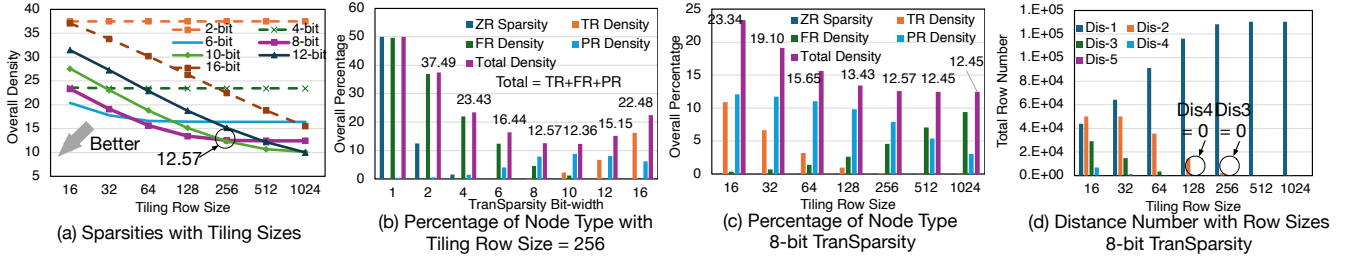 40
35
30
25
20
15
10
5
Overall Density
2-bit
4-bit
6-bit
8-bit
10-bit
12-bit
16-bit
Better
12.57
16 32 64 128 256 512 1024
Tiling Row Size
(a) Sparsities with Tiling Sizes
60
50
40
30
20
10
0
Overall Percentage
ZR Sparsity
TR Density
FR Density
PR Density
Total Density
Total = TR+FR+PR
37.49
23.43
16.44
12.57
12.36
15.15
22.48
1 2 4 6 8 10 12 16
TranSparsity Bit-width
(b) Percentage of Node Type with
Tiling Row Size = 256
25
20
15
10
5
0
Overall Percentage
ZR Sparsity
TR Density
FR Density
PR Density
Total Density
23.34
19.10
15.65
13.43
12.57
12.45
12.45
16 32 64 128 256 512 1024
Tiling Row Size
(c) Percentage of Node Type
8-bit TranSparsity
1.E+05
1.E+05
8.E+04
6.E+04
4.E+04
2.E+04
0.E+00
Total Row Number
Dis-1
Dis-2
Dis-3
Dis-4
Dis-5
Dis4
= 0
Dis3
= 0
16 32 64 128 256 512 1024
Tiling Row Size
(d) Distance Number with Row Sizes
8-bit TranSparsity